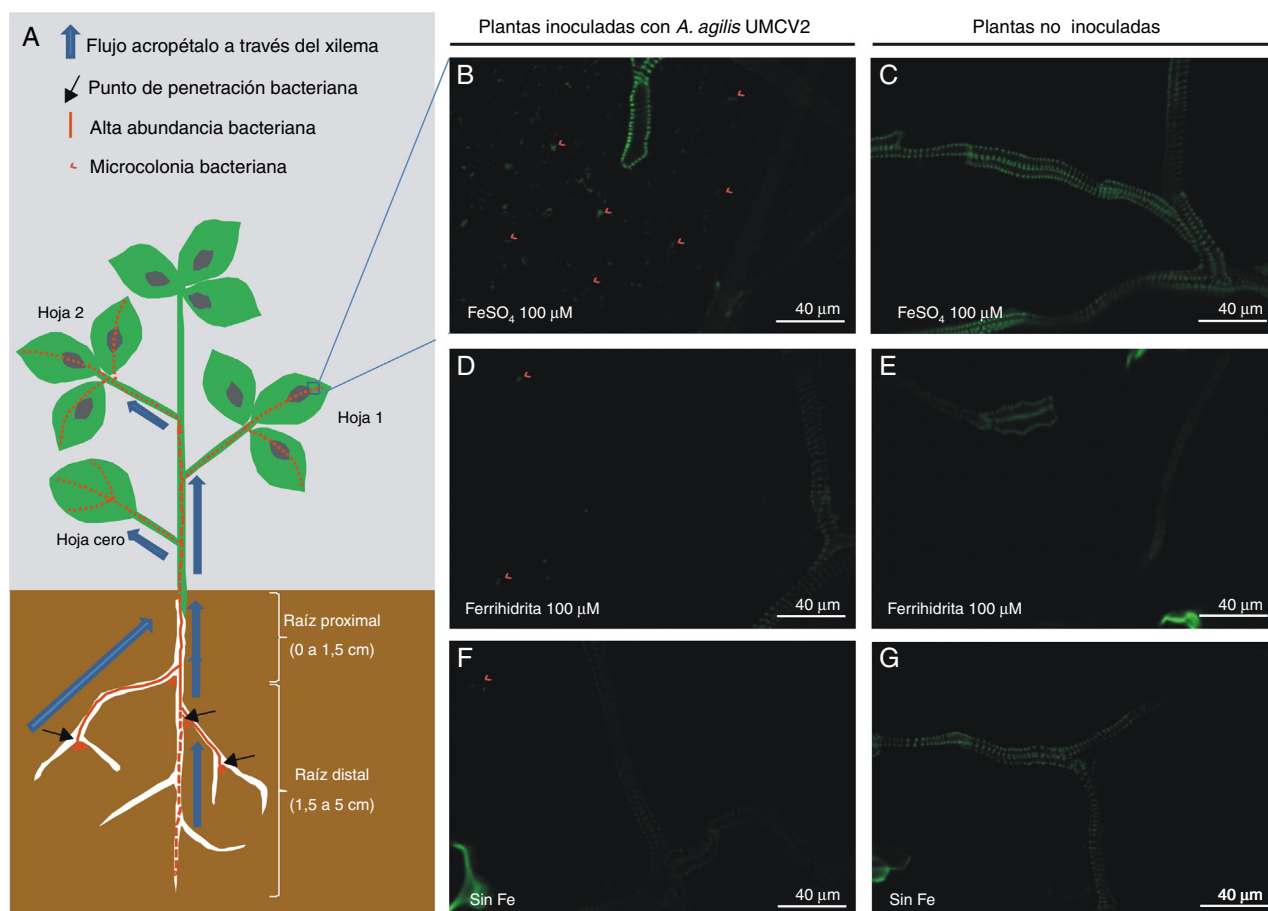 A
Flujo acropétalo a través del xilema
Punto de penetración bacteriana
Alta abundancia bacteriana
Microcolonia bacteriana
Hoja 2
Hoja 1
Hoja cero
Raíz proximal
(0 a 1,5 cm)
Raíz distal
(1,5 a 5 cm)
Plantas inoculadas con A. agilis UMCV2
Plantas no inoculadas
B
FeSO₄ 100 μM
40 μm
C
FeSO₄ 100 μM
40 μm
D
Ferrihidrita 100 μM
40 μm
E
Ferrihidrita 100 μM
40 μm
F
Sin Fe
40 μm
G
Sin Fe
40 μm